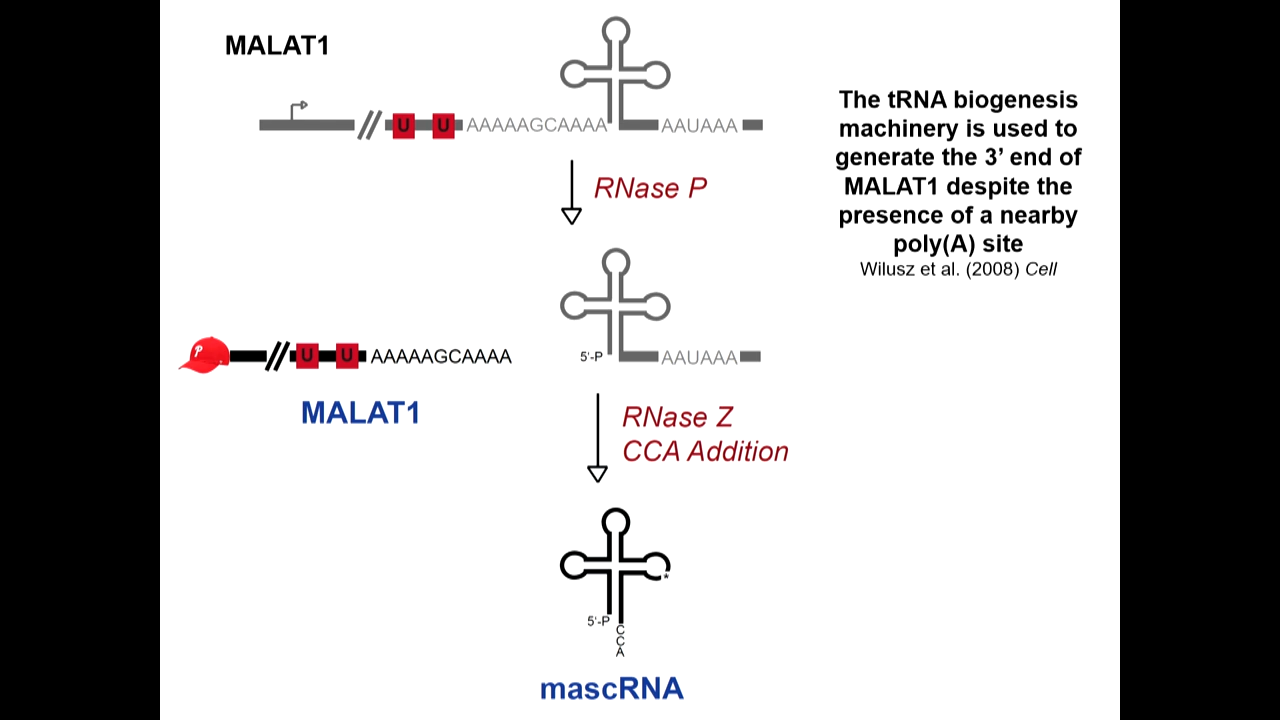 MALAT1
U U AAAAAGCAAAA AAUAAA
The tRNA biogenesis
machinery is used to
generate the 3’ end of
MALAT1 despite the
presence of a nearby
poly(A) site
Wilusz et al. (2008) Cell
RNase P
P U U AAAAAGCAAAA 5'-P AAUAAA
MALAT1
RNase Z
CCA Addition
*
5'-P
C
C
A
mascRNA